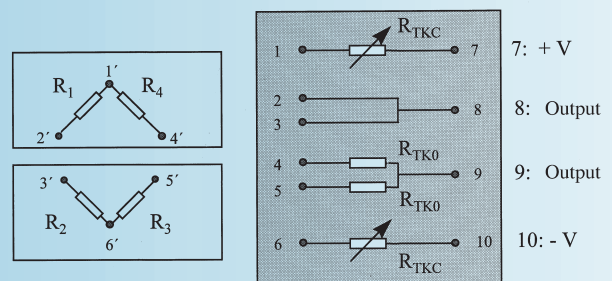 R1 1´ R4
2´ 4´
3´ 5´
R2 R3
6´
RTKC
1 7 7: + V
2
3 8 8: Output
4 RTK0
9 9: Output
5 RTK0
6 10 10: - V
RTKC